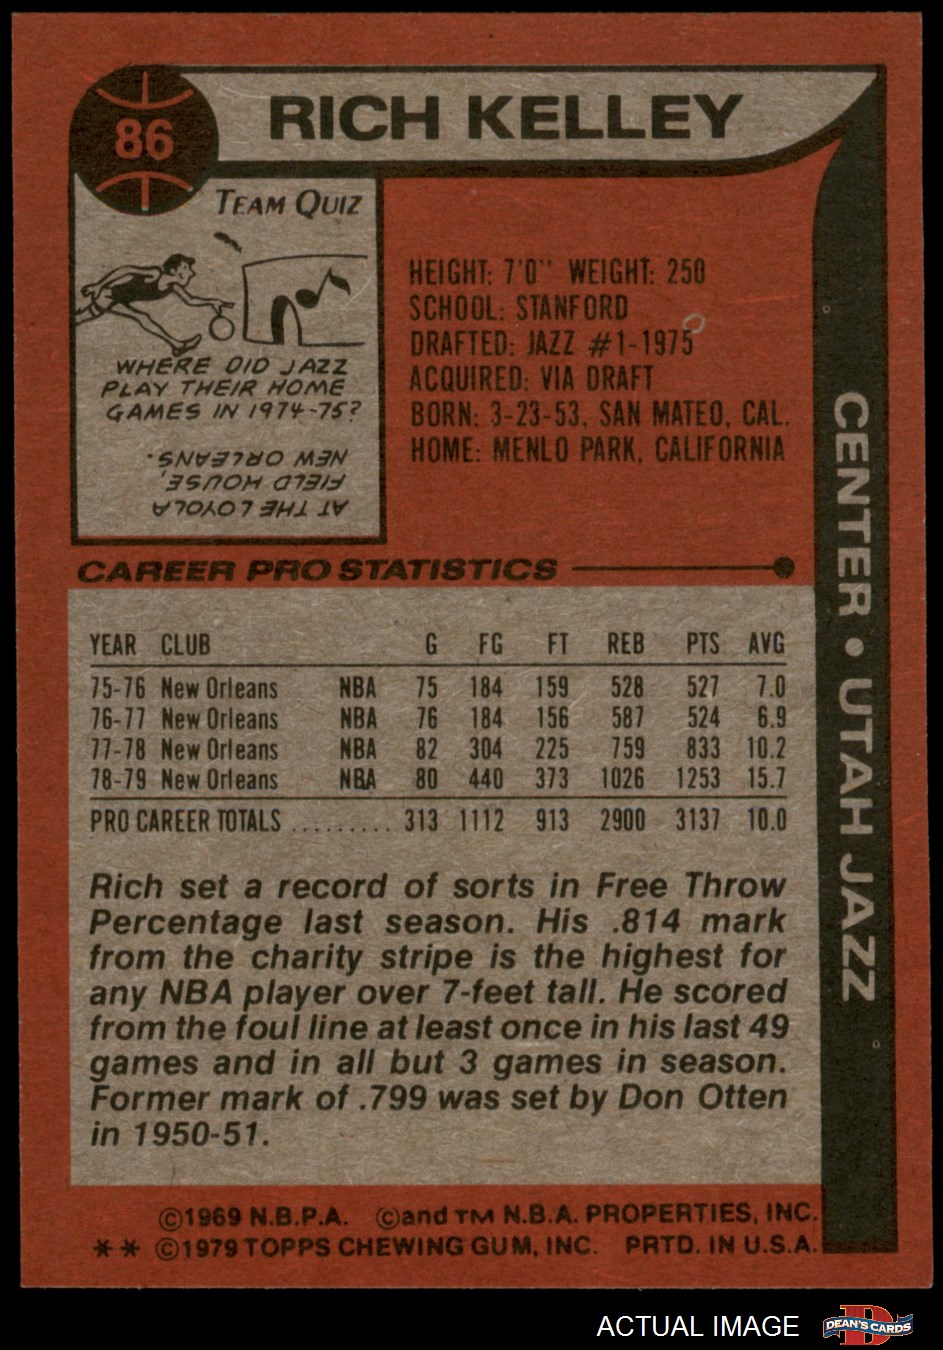 86
RICH KELLEY
TEAM QUIZ
WHERE DID JAZZ
PLAY THEIR HOME
GAMES IN 1974-75?
AT THE LOYOLA
FIELD HOUSE,
NEW ORLEANS.
HEIGHT: 7'0" WEIGHT: 250
SCHOOL: STANFORD
DRAFTED: JAZZ #1-1975
ACQUIRED: VIA DRAFT
BORN: 3-23-53, SAN MATEO, CAL.
HOME: MENLO PARK, CALIFORNIA
CENTER • UTAH JAZZ
CAREER PRO STATISTICS
YEAR CLUB G FG FT REB PTS AVG
75-76 New Orleans NBA 75 184 159 528 527 7.0
76-77 New Orleans NBA 76 184 156 587 524 6.9
77-78 New Orleans NBA 82 304 225 759 833 10.2
78-79 New Orleans NBA 80 440 373 1026 1253 15.7
PRO CAREER TOTALS .......... 313 1112 913 2900 3137 10.0
Rich set a record of sorts in Free Throw
Percentage last season. His .814 mark
from the charity stripe is the highest for
any NBA player over 7-feet tall. He scored
from the foul line at least once in his last 49
games and in all but 3 games in season.
Former mark of .799 was set by Don Otten
in 1950-51.
©1969 N.B.P.A. ©and TM N.B.A. PROPERTIES, INC.
** ©1979 TOPPS CHEWING GUM, INC. PRTD. IN U.S.A.
ACTUAL IMAGE
DEAN'S CARDS